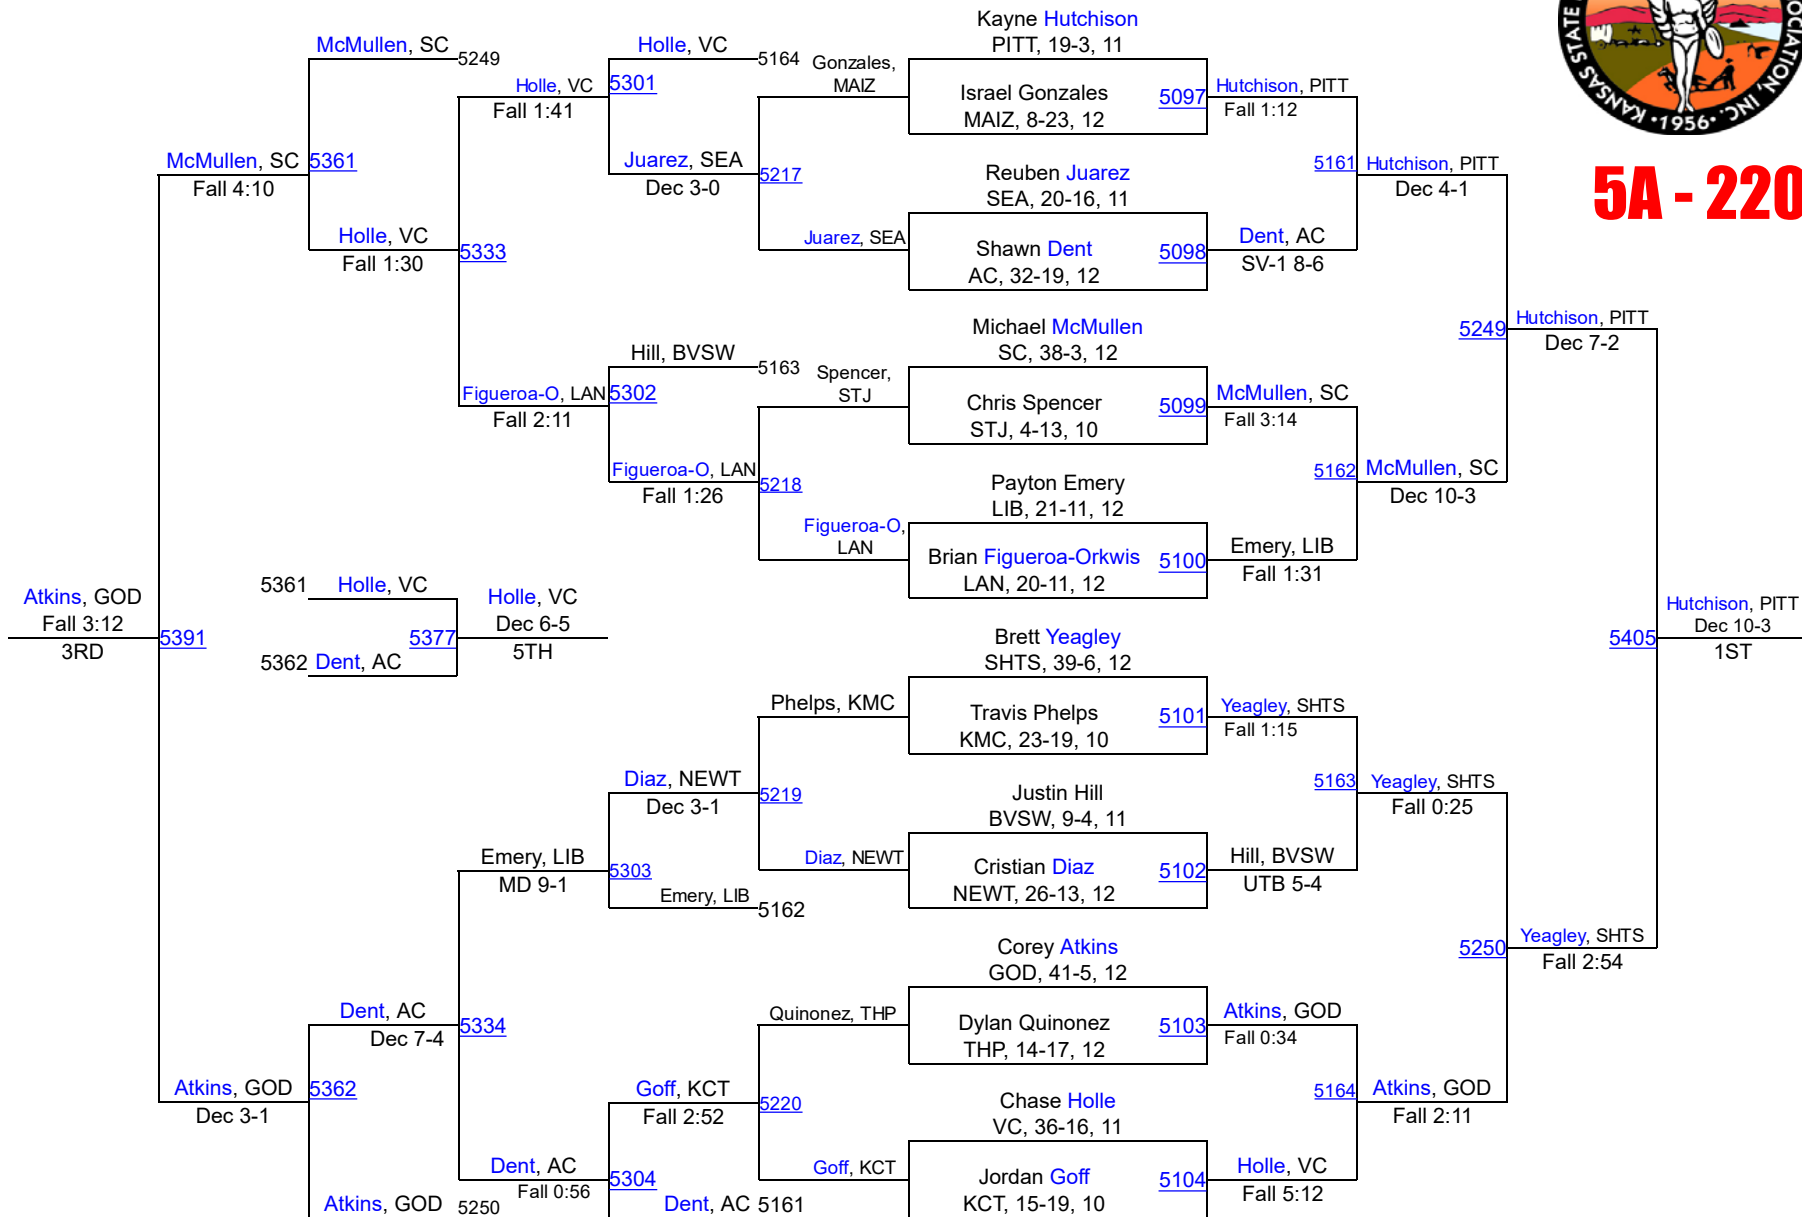 KANSAS STATE
OCIATION, INC.
•1956•
5A - 220
McMullen, SC
5249
Holle, VC
Fall 1:41
5301
Holle, VC
5164
Juarez, SEA
Dec 3-0
5217
Gonzales,
MAIZ
Juarez, SEA
McMullen, SC
Fall 4:10
5361
Holle, VC
Fall 1:30
5333
Hill, BVSW
5163
Figueroa-O, LAN
Fall 2:11
5302
Figueroa-O, LAN
Fall 1:26
5218
Spencer,
STJ
Figueroa-O,
LAN
Atkins, GOD
Fall 3:12
3RD
5391
5361
Holle, VC
5362
Dent, AC
5377
Holle, VC
Dec 6-5
5TH
Phelps, KMC
Diaz, NEWT
Dec 3-1
5219
Diaz, NEWT
Emery, LIB
MD 9-1
5303
Emery, LIB
5162
Dent, AC
Dec 7-4
5334
Quinonez, THP
Goff, KCT
Fall 2:52
5220
Goff, KCT
Atkins, GOD
Dec 3-1
5362
Dent, AC
Fall 0:56
5304
Dent, AC
5161
Atkins, GOD
5250
Kayne Hutchison
PITT, 19-3, 11
Israel Gonzales
MAIZ, 8-23, 12
5097
Hutchison, PITT
Fall 1:12
Reuben Juarez
SEA, 20-16, 11
Shawn Dent
AC, 32-19, 12
5098
Dent, AC
SV-1 8-6
5161
Hutchison, PITT
Dec 4-1
Michael McMullen
SC, 38-3, 12
Chris Spencer
STJ, 4-13, 10
5099
McMullen, SC
Fall 3:14
Payton Emery
LIB, 21-11, 12
Brian Figueroa-Orkwis
LAN, 20-11, 12
5100
Emery, LIB
Fall 1:31
5162
McMullen, SC
Dec 10-3
5249
Hutchison, PITT
Dec 7-2
Brett Yeagley
SHTS, 39-6, 12
Travis Phelps
KMC, 23-19, 10
5101
Yeagley, SHTS
Fall 1:15
Justin Hill
BVSW, 9-4, 11
Cristian Diaz
NEWT, 26-13, 12
5102
Hill, BVSW
UTB 5-4
5163
Yeagley, SHTS
Fall 0:25
Corey Atkins
GOD, 41-5, 12
Dylan Quinonez
THP, 14-17, 12
5103
Atkins, GOD
Fall 0:34
Chase Holle
VC, 36-16, 11
Jordan Goff
KCT, 15-19, 10
5104
Holle, VC
Fall 5:12
5164
Atkins, GOD
Fall 2:11
5250
Yeagley, SHTS
Fall 2:54
5405
Hutchison, PITT
Dec 10-3
1ST